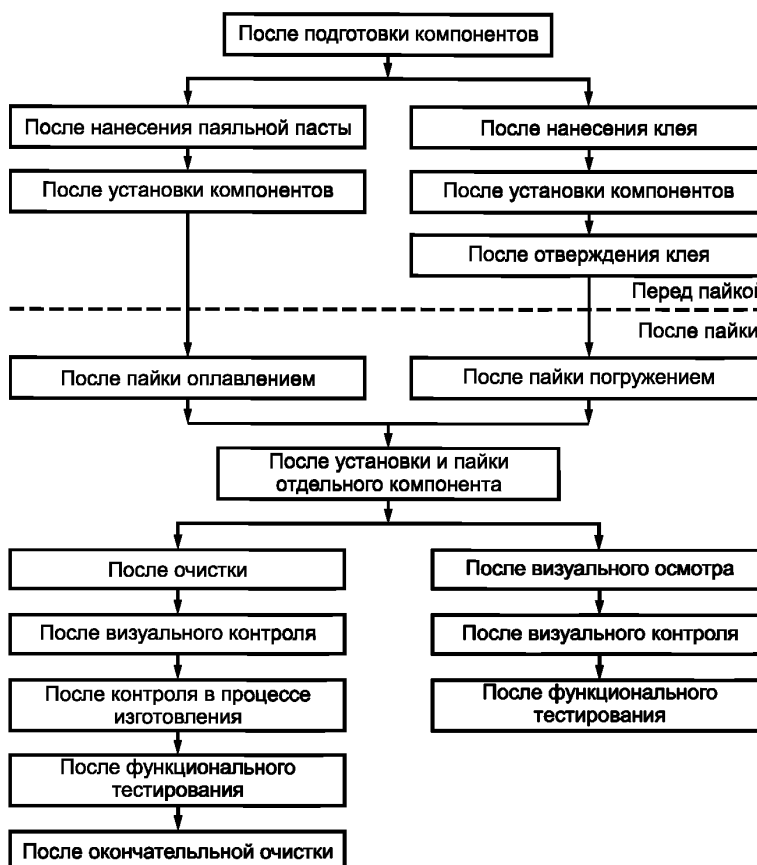 После подготовки компонентов
После нанесения паяльной пасты
После нанесения клея
После установки компонентов
После установки компонентов
После отверждения клея
Перед пайкой
После пайки
После пайки оплавлением
После пайки погружением
После установки и пайки
отдельного компонента
После очистки
После визуального осмотра
После визуального контроля
После визуального контроля
После контроля в процессе
изготовления
После функционального
тестирования
После функционального
тестирования
После окончателььной очистки